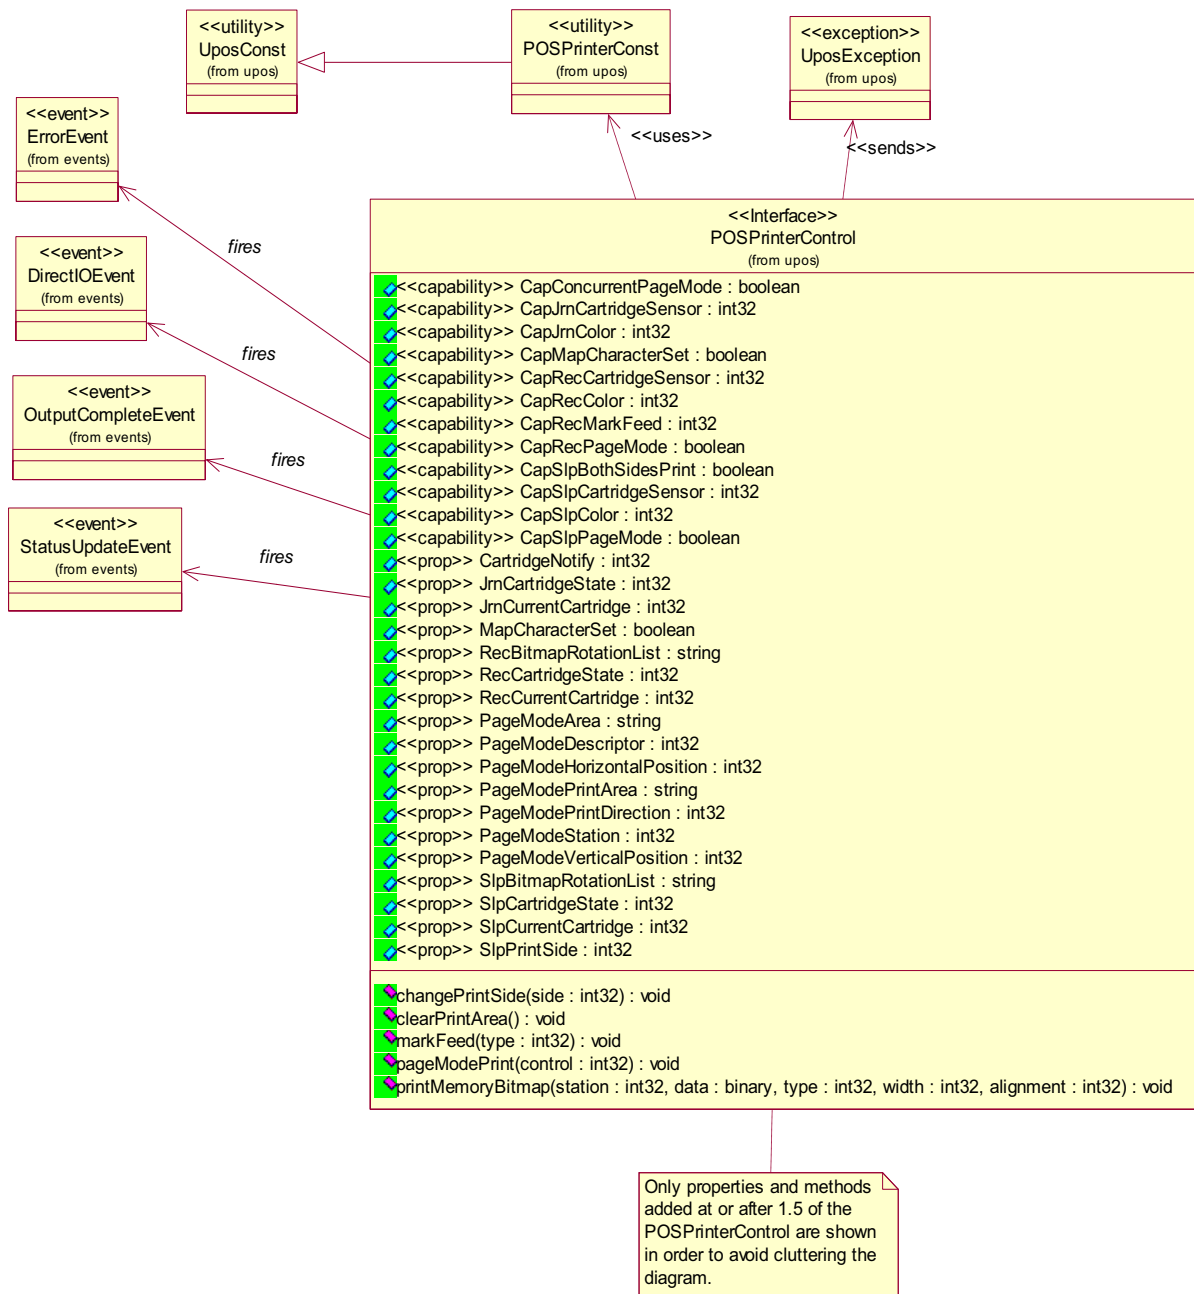 <<utility>>
UposConst
(from upos)
<<utility>>
POSPrinterConst
(from upos)
<<exception>>
UposException
(from upos)
<<event>>
ErrorEvent
(from events)
<<uses>>
<<sends>>
<<event>>
DirectIOEvent
(from events)
<<event>>
OutputCompleteEvent
(from events)
<<event>>
StatusUpdateEvent
(from events)
fires
fires
fires
fires
<<Interface>>
POSPrinterControl
(from upos)
<<capability>> CapConcurrentPageMode : boolean
<<capability>> CapJrnCartridgeSensor : int32
<<capability>> CapJrnColor : int32
<<capability>> CapMapCharacterSet : boolean
<<capability>> CapRecCartridgeSensor : int32
<<capability>> CapRecColor : int32
<<capability>> CapRecMarkFeed : int32
<<capability>> CapRecPageMode : boolean
<<capability>> CapSlpBothSidesPrint : boolean
<<capability>> CapSlpCartridgeSensor : int32
<<capability>> CapSlpColor : int32
<<capability>> CapSlpPageMode : boolean
<<prop>> CartridgeNotify : int32
<<prop>> JrnCartridgeState : int32
<<prop>> JrnCurrentCartridge : int32
<<prop>> MapCharacterSet : boolean
<<prop>> RecBitmapRotationList : string
<<prop>> RecCartridgeState : int32
<<prop>> RecCurrentCartridge : int32
<<prop>> PageModeArea : string
<<prop>> PageModeDescriptor : int32
<<prop>> PageModeHorizontalPosition : int32
<<prop>> PageModePrintArea : string
<<prop>> PageModePrintDirection : int32
<<prop>> PageModeStation : int32
<<prop>> PageModeVerticalPosition : int32
<<prop>> SlpBitmapRotationList : string
<<prop>> SlpCartridgeState : int32
<<prop>> SlpCurrentCartridge : int32
<<prop>> SlpPrintSide : int32
changePrintSide(side : int32) : void
clearPrintArea() : void
markFeed(type : int32) : void
pageModePrint(control : int32) : void
printMemoryBitmap(station : int32, data : binary, type : int32, width : int32, alignment : int32) : void
Only properties and methods
added at or after 1.5 of the
POSPrinterControl are shown
in order to avoid cluttering the
diagram.